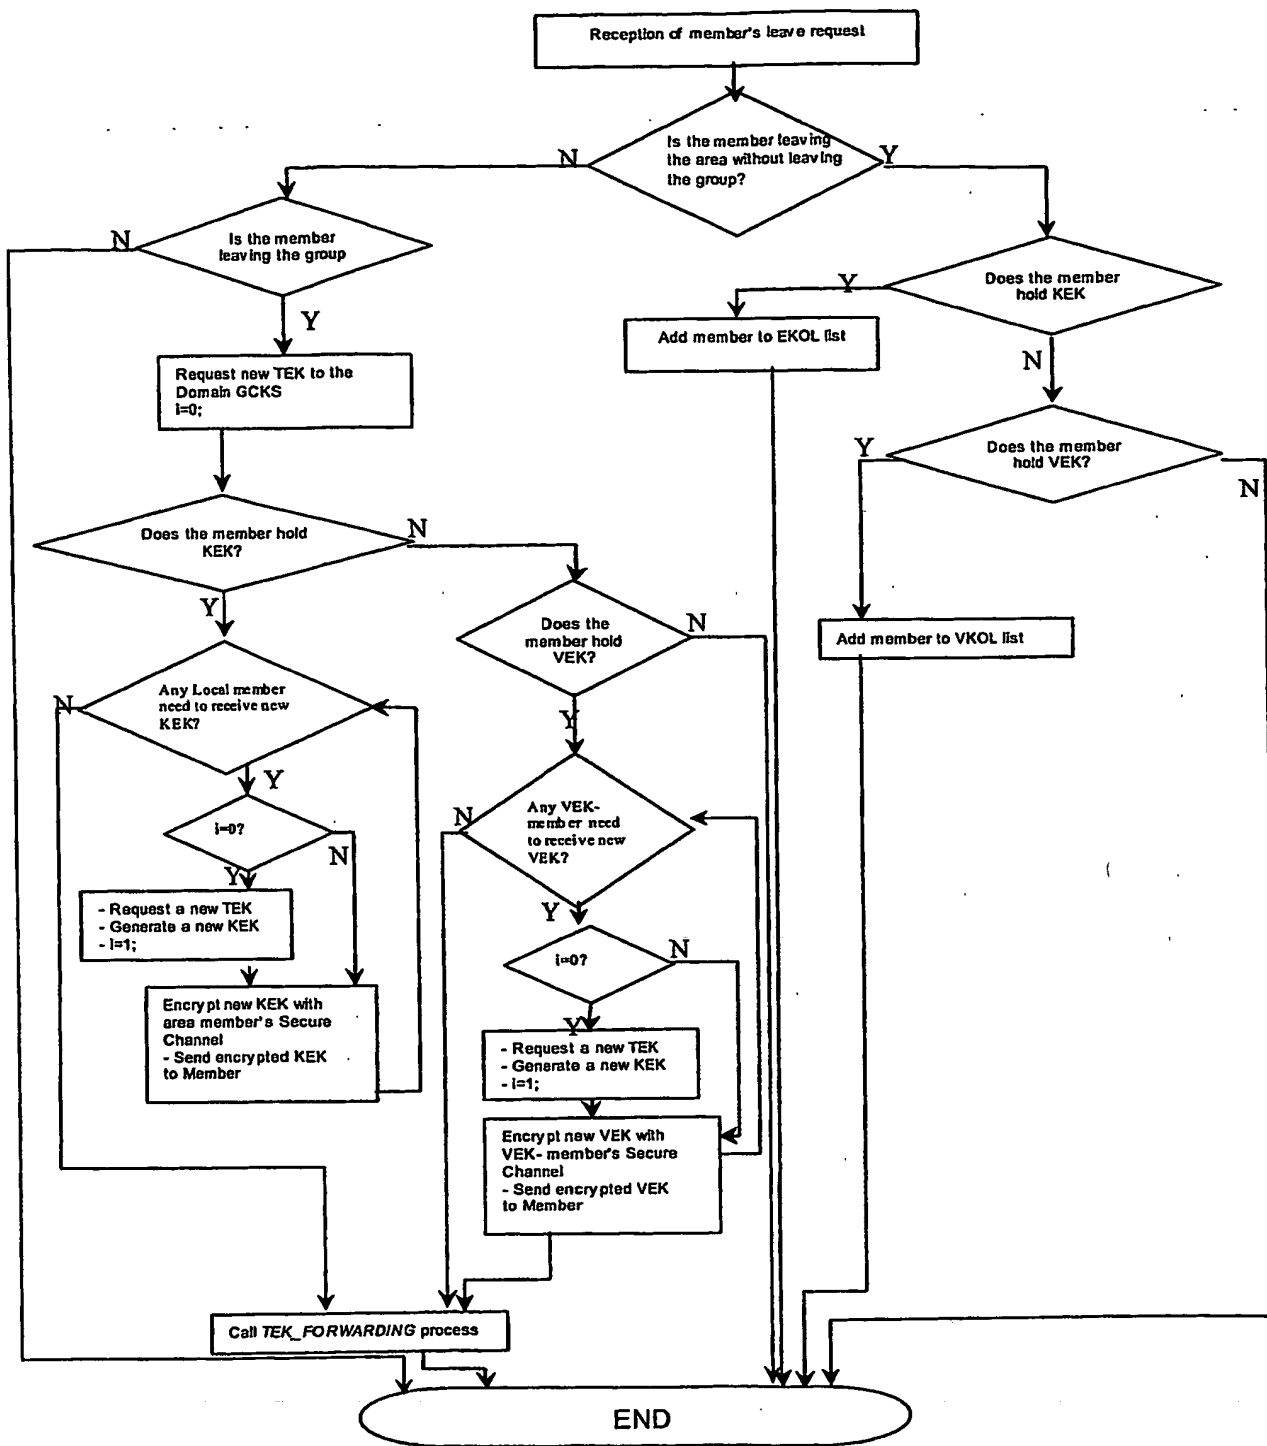 Reception of member's leave request
Is the member leaving
the area without leaving
the group?
N
Y
Is the member
leaving the group
N
Y
Does the member
hold KEK
Y
N
Add member to EKOL list
Request new TEK to the
Domain GCKS
i=0;
Does the member
hold VEK?
Y
N
Does the member hold
KEK?
N
Y
Does the
member hold
VEK?
N
Y
Add member to VKOL list
Any Local member
need to receive new
KEK?
N
Y
i=0?
N
Y
- Request a new TEK
- Generate a new KEK
- i=1;
Encrypt new KEK with
area member's Secure
Channel
- Send encrypted KEK
to Member
Any VEK-
member need
to receive new
VEK?
N
Y
i=0?
N
Y
- Request a new TEK
- Generate a new KEK
- i=1;
Encrypt new VEK with
VEK- member's Secure
Channel
- Send encrypted VEK
to Member
Call TEK_FORWARDING process
END